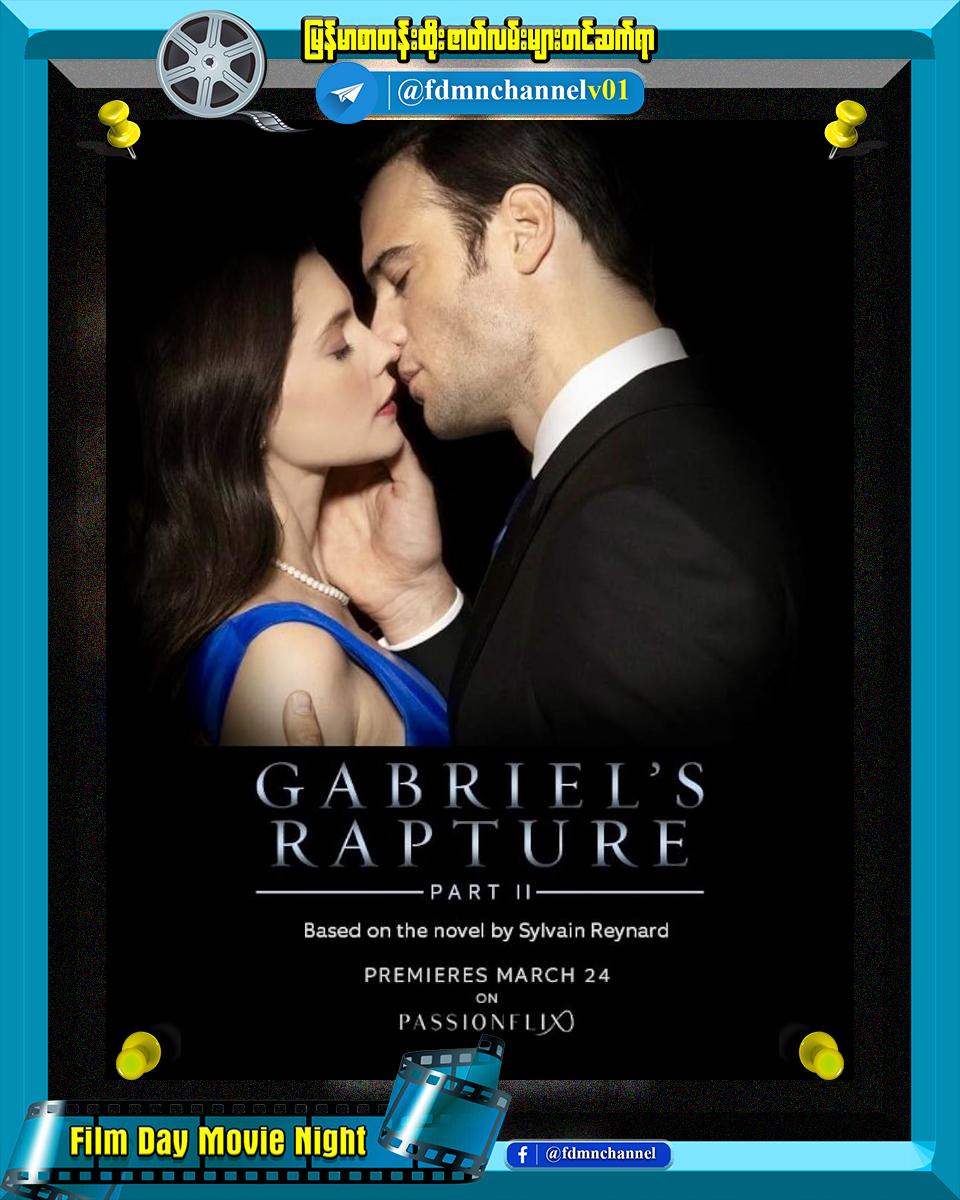 မြန်မာစာတန်းထိုးဇာတ်လမ်းများတင်ဆက်ရာ
@fdmnchannelv01
GABRIEL'S
RAPTURE
PART II
Based on the novel by Sylvain Reynard
PREMIERES MARCH 24
ON
PASSIONFLIX
Film Day Movie Night
@fdmnchannel